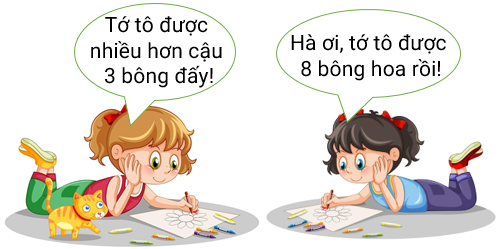 Tớ tô được
nhiều hơn cậu
3 bông đấy!
Hà ơi, tớ tô được
8 bông hoa rồi!